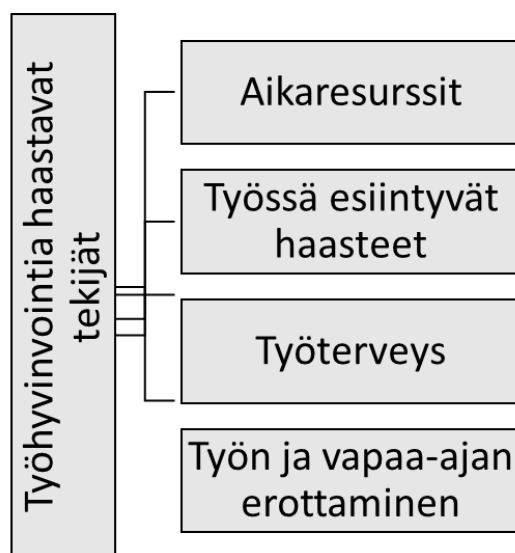 Työhyvinvointia haastavat
tekijät
Aikaresurssit
Työssä esiintyvät
haasteet
Työterveys
Työn ja vapaa-ajan
erottaminen